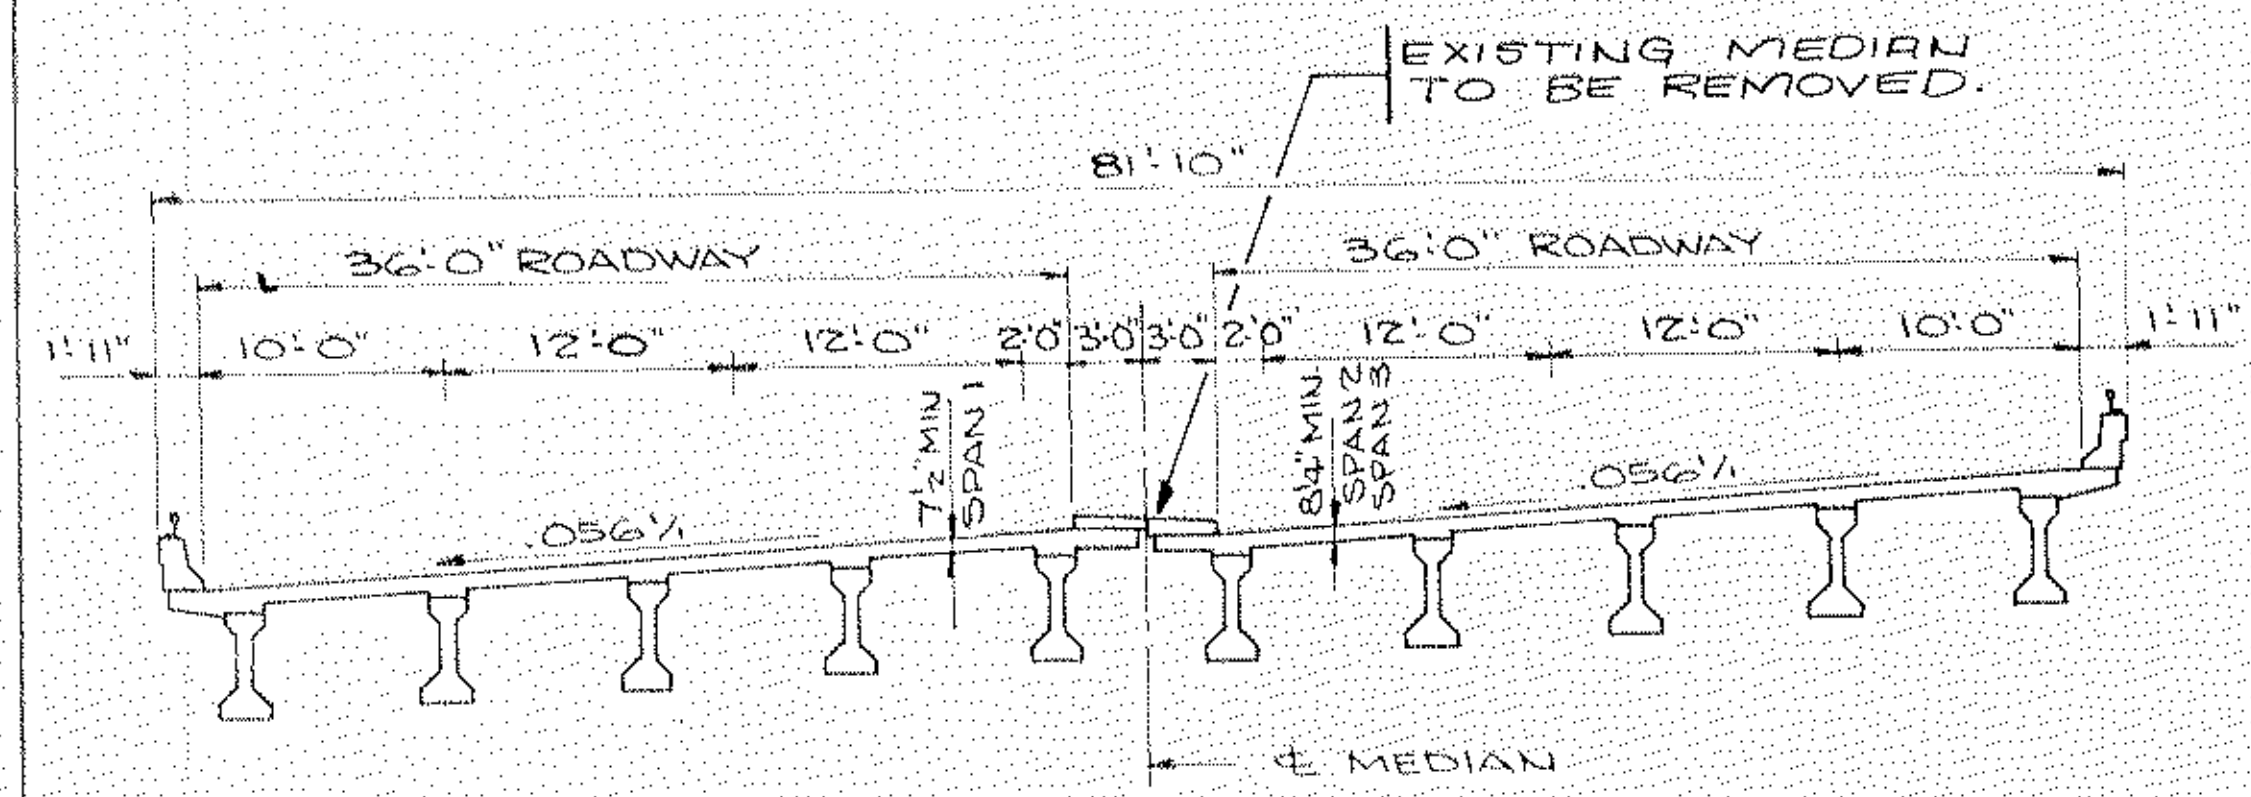 EXISTING MEDIAN
TO BE REMOVED.
81'-10"
36'-0" ROADWAY
36'-0" ROADWAY
1'-11"
10'-0"
12'-0"
12'-0"
2'0"
3'0"
3'0"
2'0"
12'-0"
12'-0"
10'-0"
1'-11"
7½" MIN
SPAN 1
8¼" MIN.
SPAN 2
SPAN 3
.056'/,
.056'/,
℄ MEDIAN